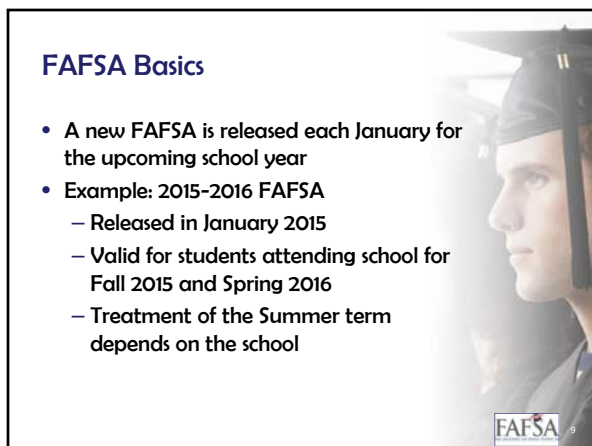 FAFSA Basics
• A new FAFSA is released each January for
the upcoming school year
• Example: 2015-2016 FAFSA
– Released in January 2015
– Valid for students attending school for
Fall 2015 and Spring 2016
– Treatment of the Summer term
depends on the school
FAFSA
9